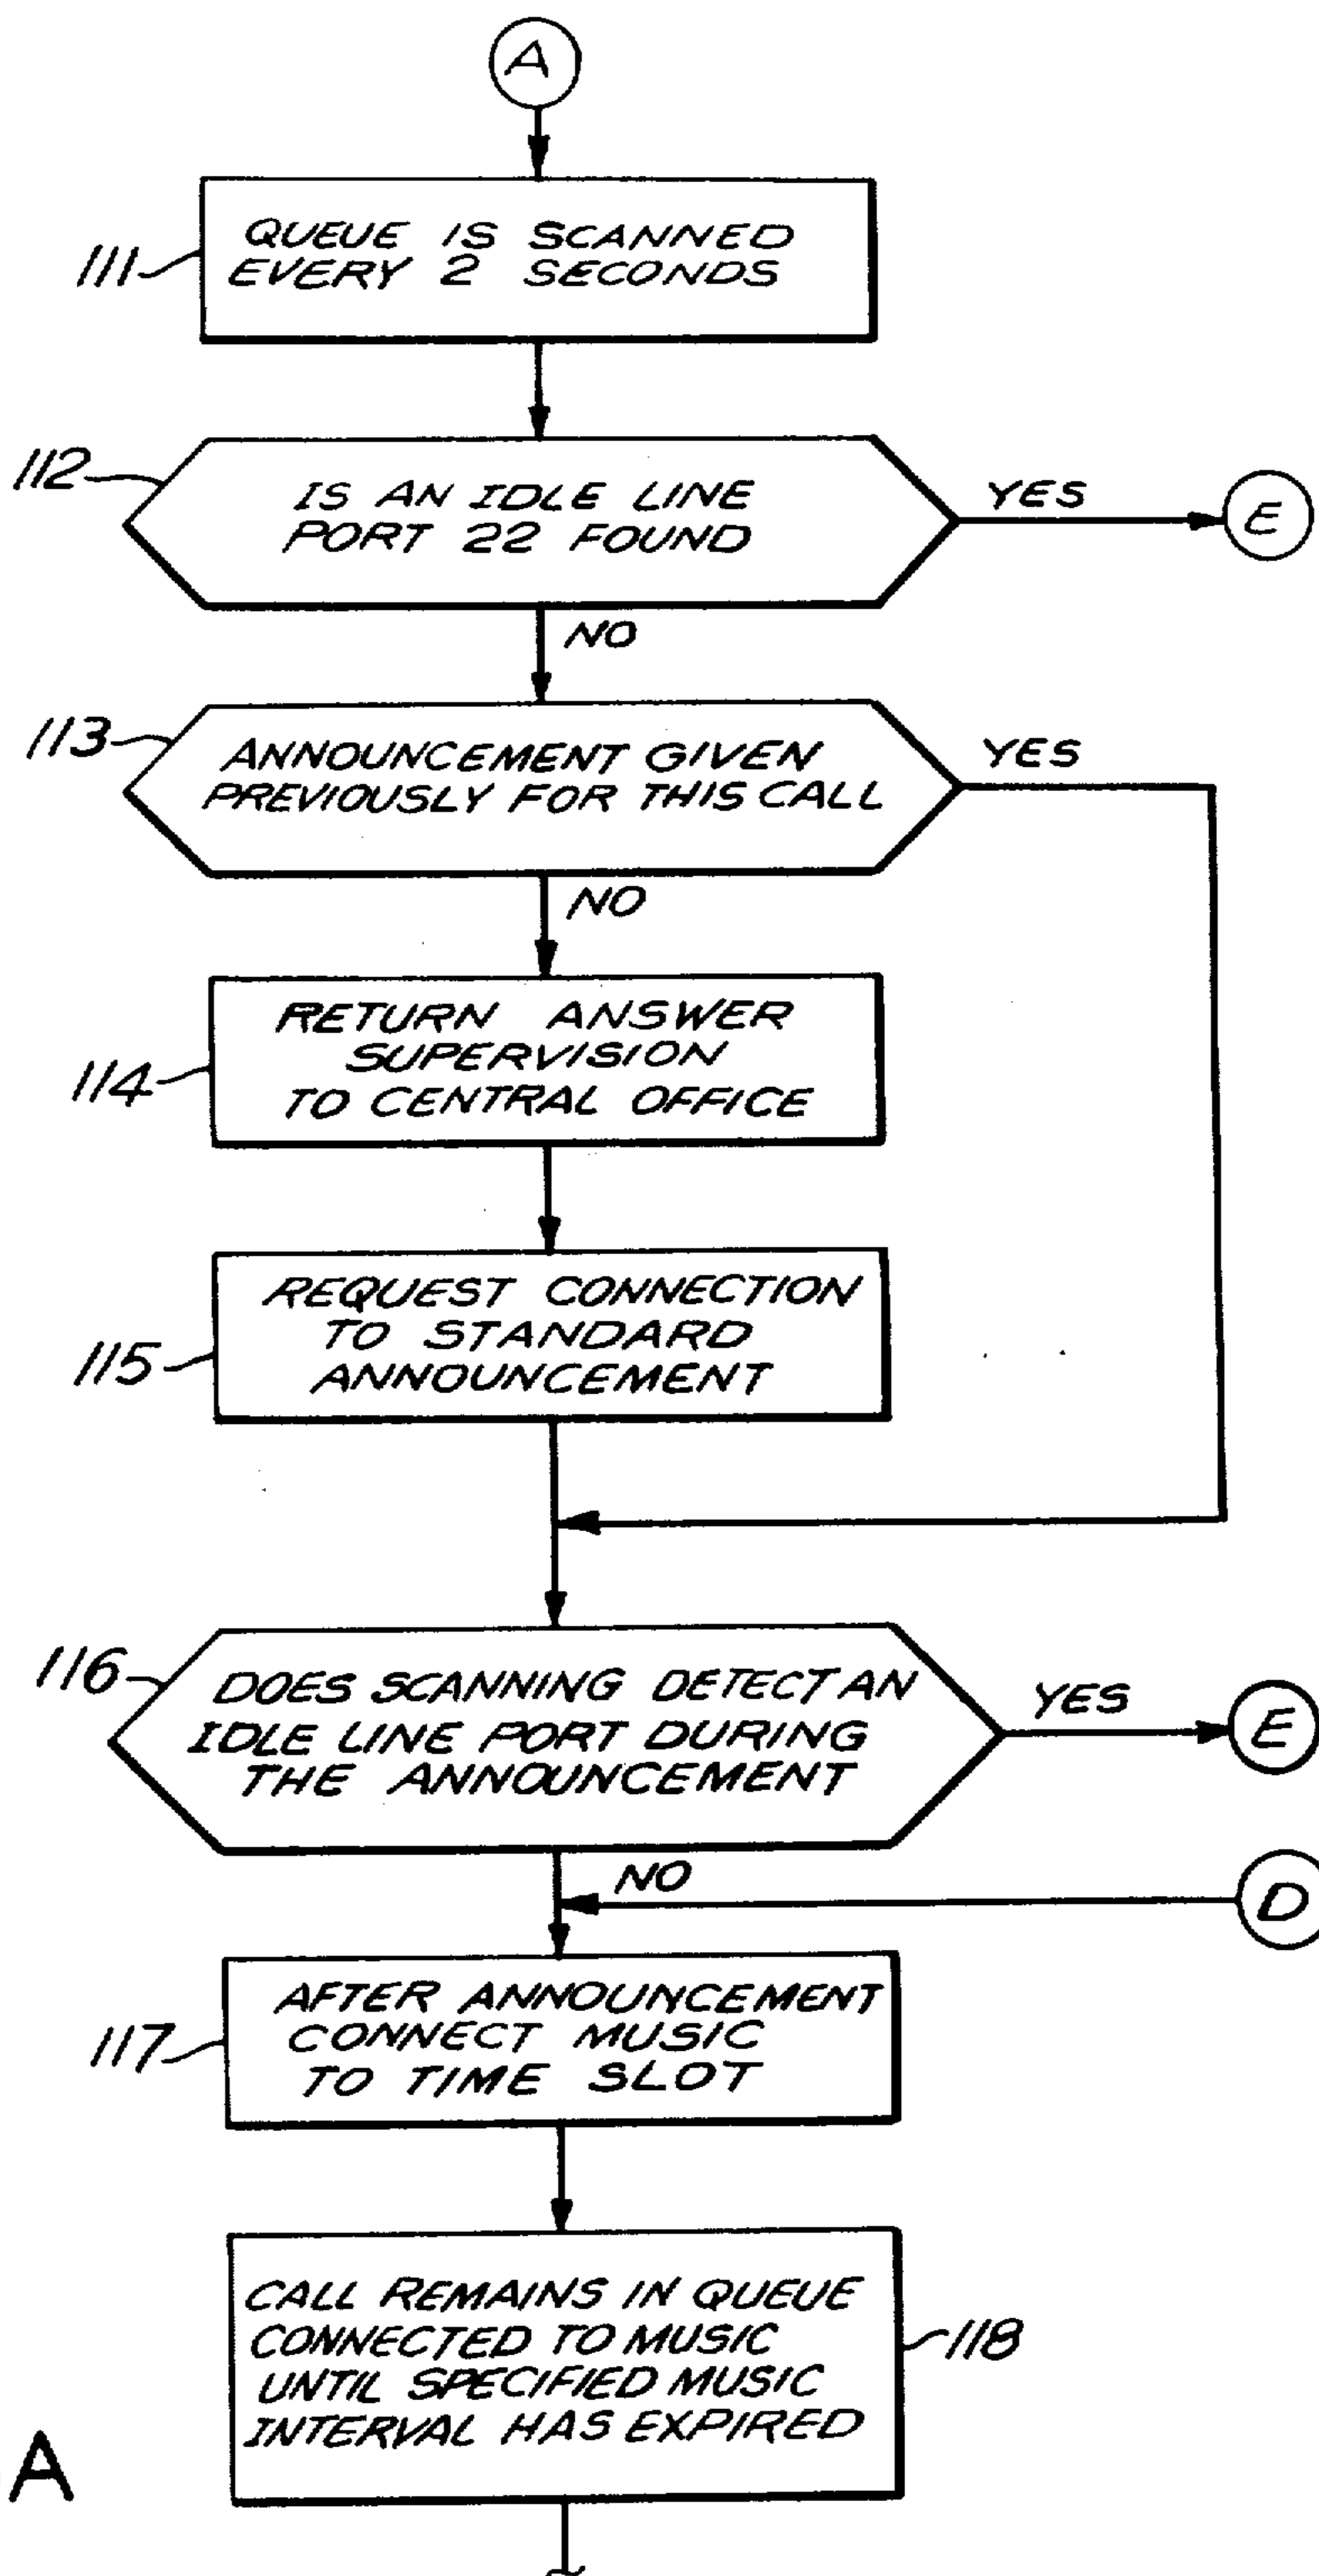 A
QUEUE IS SCANNED
EVERY 2 SECONDS
111
IS AN IDLE LINE
PORT 22 FOUND
112
YES
E
NO
ANNOUNCEMENT GIVEN
PREVIOUSLY FOR THIS CALL
113
YES
NO
RETURN ANSWER
SUPERVISION
TO CENTRAL OFFICE
114
REQUEST CONNECTION
TO STANDARD
ANNOUNCEMENT
115
DOES SCANNING DETECT AN
IDLE LINE PORT DURING
THE ANNOUNCEMENT
116
YES
E
NO
D
AFTER ANNOUNCEMENT
CONNECT MUSIC
TO TIME SLOT
117
CALL REMAINS IN QUEUE
CONNECTED TO MUSIC
UNTIL SPECIFIED MUSIC
INTERVAL HAS EXPIRED
118
A